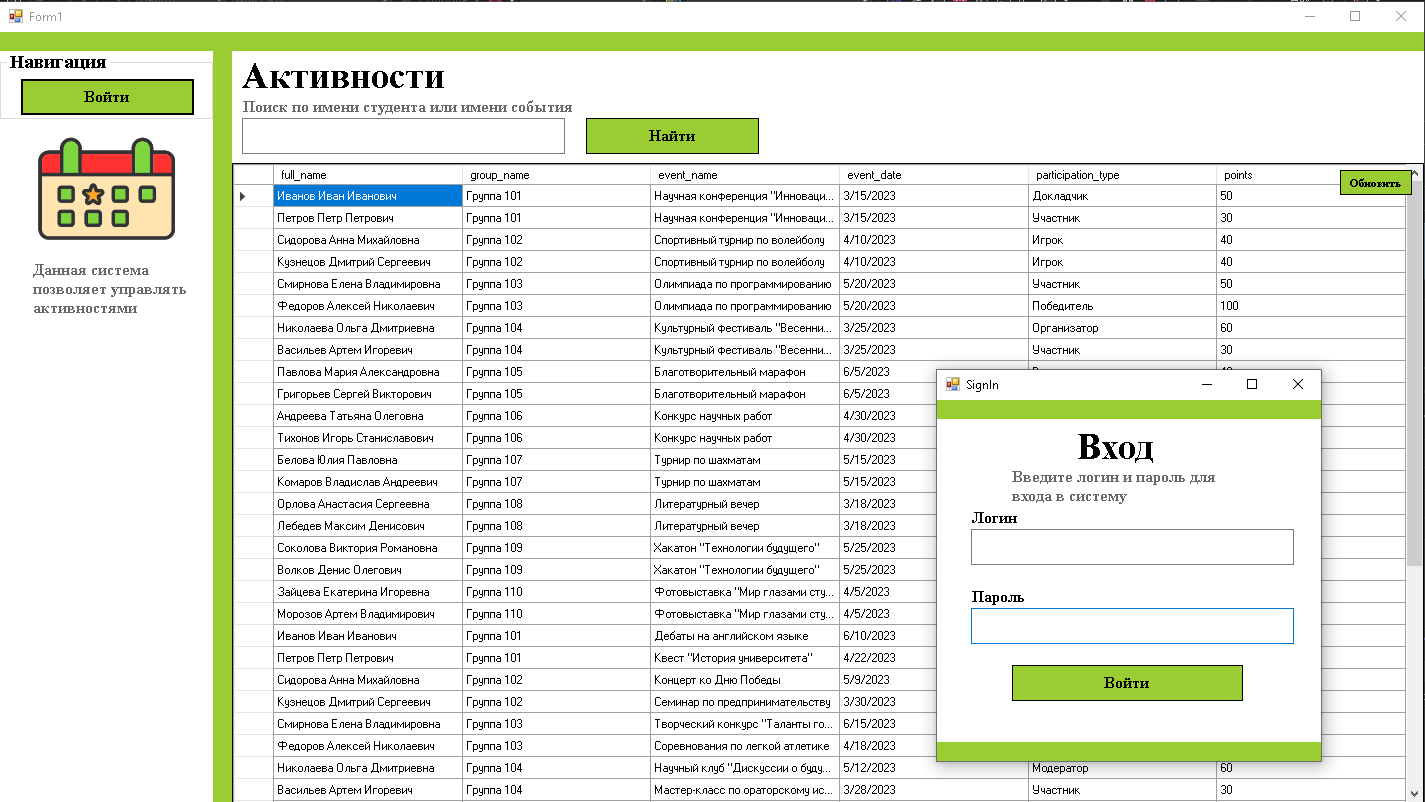 Form1
Навигация
Войти
Данная система
позволяет управлять
активностями
Активности
Поиск по имени студента или имени события
Найти
full_name group_name event_name event_date participation_type points
Обновить
Иванов Иван Иванович Группа 101 Научная конференция "Инноваци... 3/15/2023 Докладчик 50
Петров Петр Петрович Группа 101 Научная конференция "Инноваци... 3/15/2023 Участник 30
Сидорова Анна Михайловна Группа 102 Спортивный турнир по волейболу 4/10/2023 Игрок 40
Кузнецов Дмитрий Сергеевич Группа 102 Спортивный турнир по волейболу 4/10/2023 Игрок 40
Смирнова Елена Владимировна Группа 103 Олимпиада по программированию 5/20/2023 Участник 50
Федоров Алексей Николаевич Группа 103 Олимпиада по программированию 5/20/2023 Победитель 100
Николаева Ольга Дмитриевна Группа 104 Культурный фестиваль "Весенни... 3/25/2023 Организатор 60
Васильев Артем Игоревич Группа 104 Культурный фестиваль "Весенни... 3/25/2023 Участник 30
Павлова Мария Александровна Группа 105 Благотворительный марафон 6/5/2023
Григорьев Сергей Викторович Группа 105 Благотворительный марафон 6/5/2023
Андреева Татьяна Олеговна Группа 106 Конкурс научных работ 4/30/2023
Тихонов Игорь Станиславович Группа 106 Конкурс научных работ 4/30/2023
Белова Юлия Павловна Группа 107 Турнир по шахматам 5/15/2023
Комаров Владислав Андреевич Группа 107 Турнир по шахматам 5/15/2023
Орлова Анастасия Сергеевна Группа 108 Литературный вечер 3/18/2023
Лебедев Максим Денисович Группа 108 Литературный вечер 3/18/2023
Соколова Виктория Романовна Группа 109 Хакатон "Технологии будущего" 5/25/2023
Волков Денис Олегович Группа 109 Хакатон "Технологии будущего" 5/25/2023
Зайцева Екатерина Игоревна Группа 110 Фотовыставка "Мир глазами сту... 4/5/2023
Морозов Артем Владимирович Группа 110 Фотовыставка "Мир глазами сту... 4/5/2023
Иванов Иван Иванович Группа 101 Дебаты на английском языке 6/10/2023
Петров Петр Петрович Группа 101 Квест "История университета" 4/22/2023
Сидорова Анна Михайловна Группа 102 Концерт ко Дню Победы 5/9/2023
Кузнецов Дмитрий Сергеевич Группа 102 Семинар по предпринимательству 3/30/2023
Смирнова Елена Владимировна Группа 103 Творческий конкурс "Таланты го... 6/15/2023
Федоров Алексей Николаевич Группа 103 Соревнования по легкой атлетике 4/18/2023
Николаева Ольга Дмитриевна Группа 104 Научный клуб "Дискуссии о буду... 5/12/2023 Модератор 60
Васильев Артем Игоревич Группа 104 Мастер-класс по ораторскому ис... 3/28/2023 Участник 30
SignIn
Вход
Введите логин и пароль для
входа в систему
Логин
Пароль
Войти